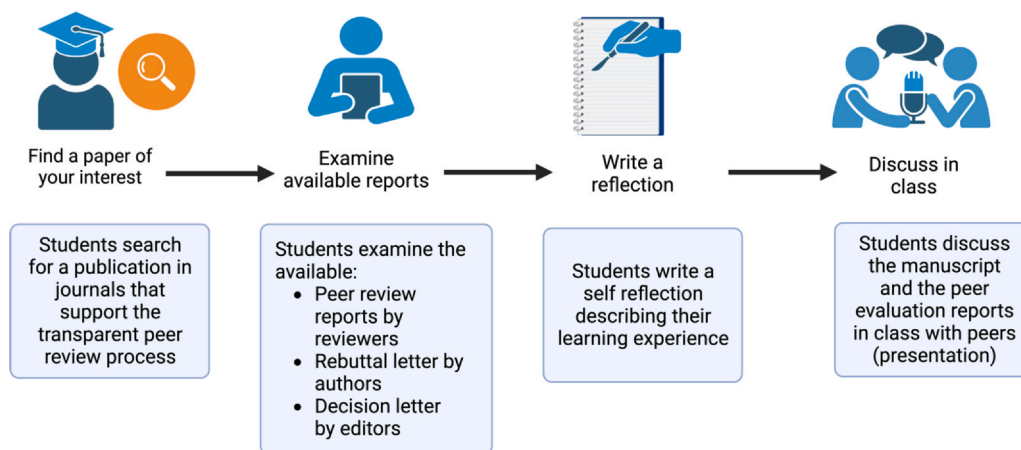 Find a paper of
your interest
Examine
available reports
Write a
reflection
Discuss in
class
Students search
for a publication in
journals that
support the
transparent peer
review process
Students examine the
available:
• Peer review
reports by
reviewers
• Rebuttal letter by
authors
• Decision letter
by editors
Students write a
self reflection
describing their
learning experience
Students discuss
the manuscript
and the peer
evaluation reports
in class with peers
(presentation)